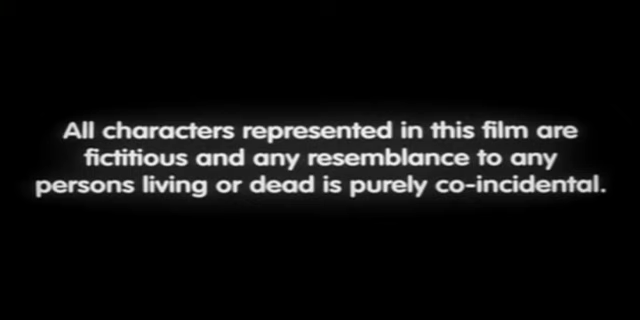 All characters represented in this film are
fictitious and any resemblance to any
persons living or dead is purely co-incidental.